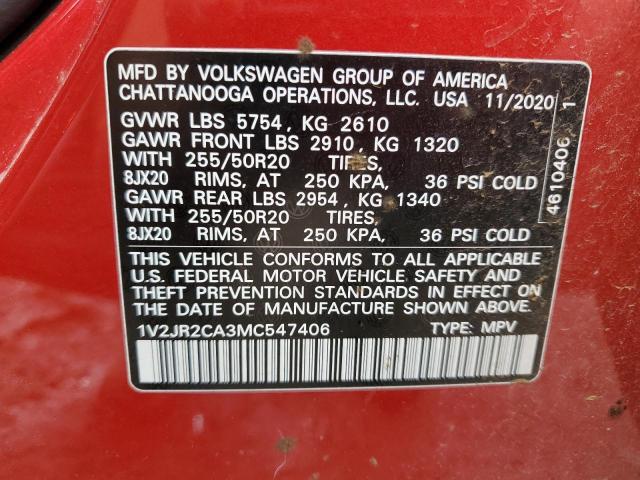 MFD BY VOLKSWAGEN GROUP OF AMERICA
CHATTANOOGA OPERATIONS, LLC. USA 11/2020
GVWR LBS 5754, KG 2610
GAWR FRONT LBS 2910, KG 1320
WITH 255/50R20 TIRES,
8JX20 RIMS, AT 250 KPA, 36 PSI COLD
GAWR REAR LBS 2954, KG 1340
WITH 255/50R20 TIRES,
8JX20 RIMS, AT 250 KPA, 36 PSI COLD
THIS VEHICLE CONFORMS TO ALL APPLICABLE
U.S. FEDERAL MOTOR VEHICLE SAFETY AND
THEFT PREVENTION STANDARDS IN EFFECT ON
THE DATE OF MANUFACTURE SHOWN ABOVE.
1V2JR2CA3MC547406 TYPE: MPV
4610406 1